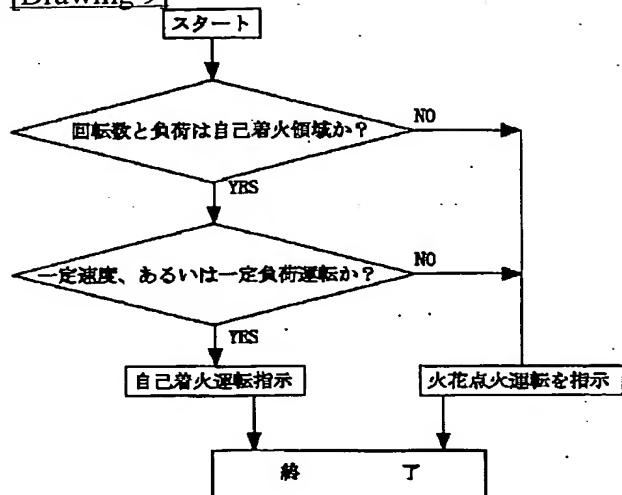 [Drawing 9]
スタート
回転数と負荷は自己着火領域か?
NO
YES
一定速度、あるいは一定負荷運転か?
NO
YES
自己着火運転指示
火花点火運転を指示
終 了